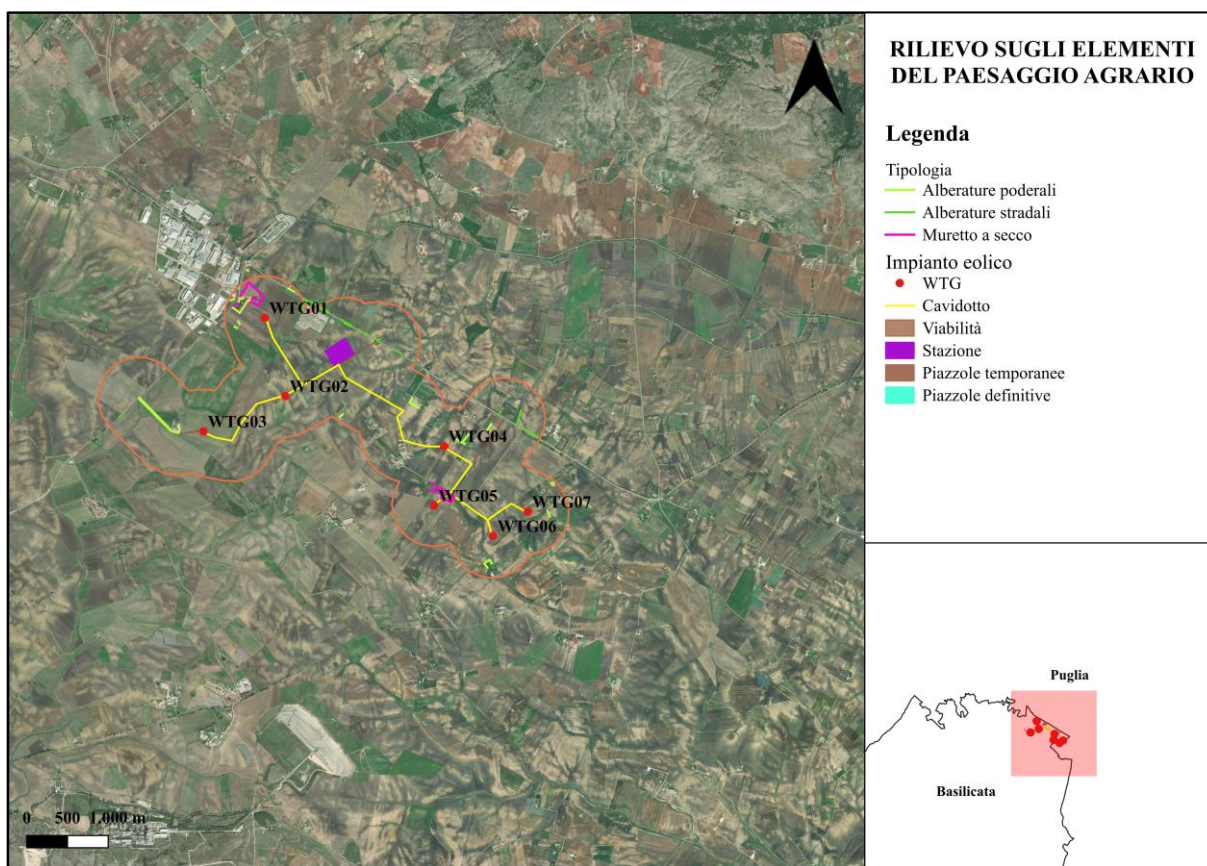 RILIEVO SUGLI ELEMENTI
DEL PAESAGGIO AGRARIO
Legenda
Tipologia
Alberature poderali
Alberature stradali
Muretto a secco
Impianto eolico
WTG
Cavidotto
Viabilità
Stazione
Piazzole temporanee
Piazzole definitive
WTG01
WTG02
WTG03
WTG04
WTG05
WTG07
WTG06
0 500 1.000 m
Puglia
Basilicata